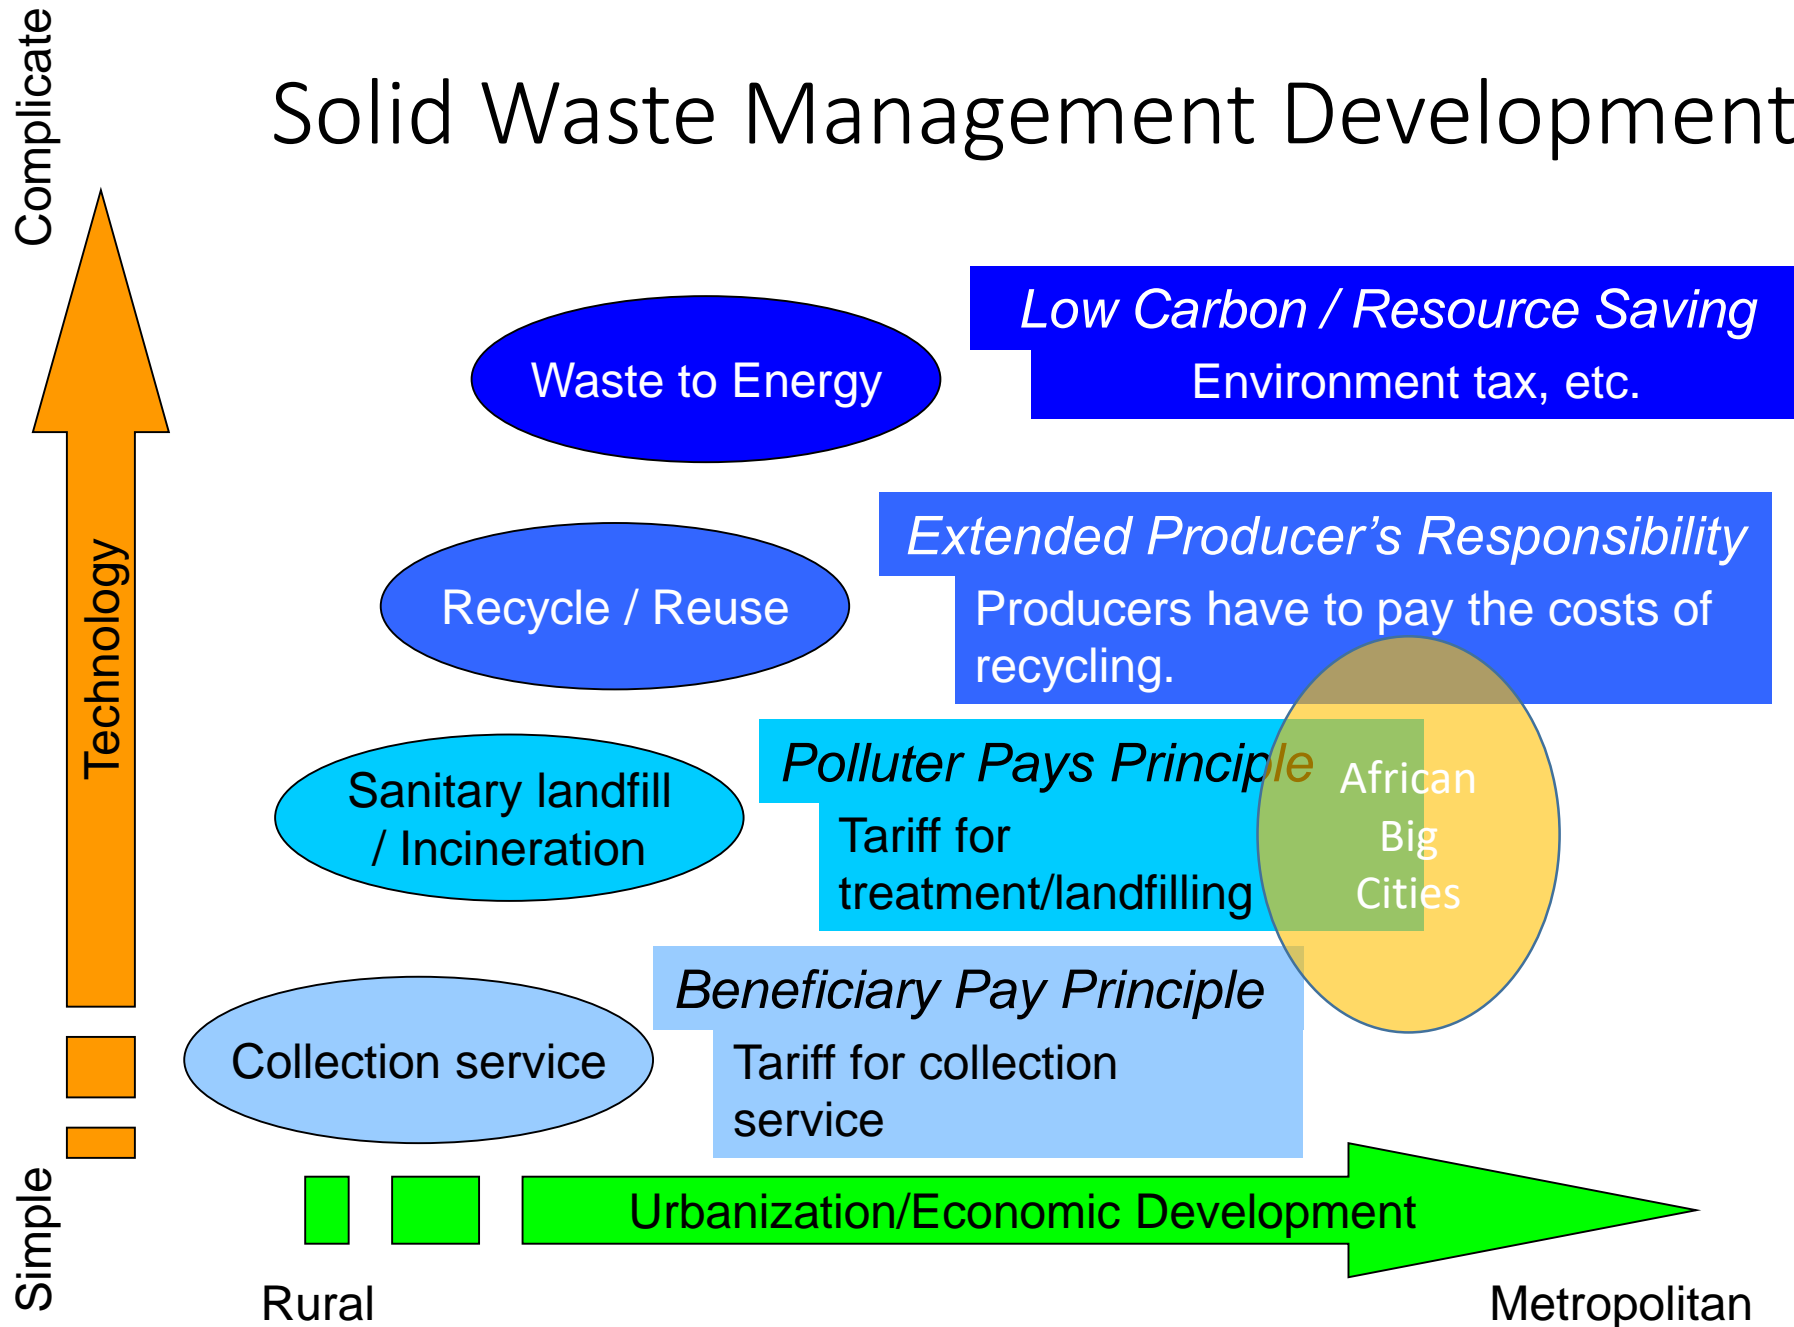 Complicate
Solid Waste Management Development
Low Carbon / Resource Saving
Waste to Energy
Environment tax, etc.
Extended Producer’s Responsibility
Recycle / Reuse
Producers have to pay the costs of
recycling.
Technology
Polluter Pays Principle
Sanitary landfill
/ Incineration
Tariff for
treatment/landfilling
African
Big
Cities
Beneficiary Pay Principle
Collection service
Tariff for collection
service
Simple
Urbanization/Economic Development
Rural
Metropolitan